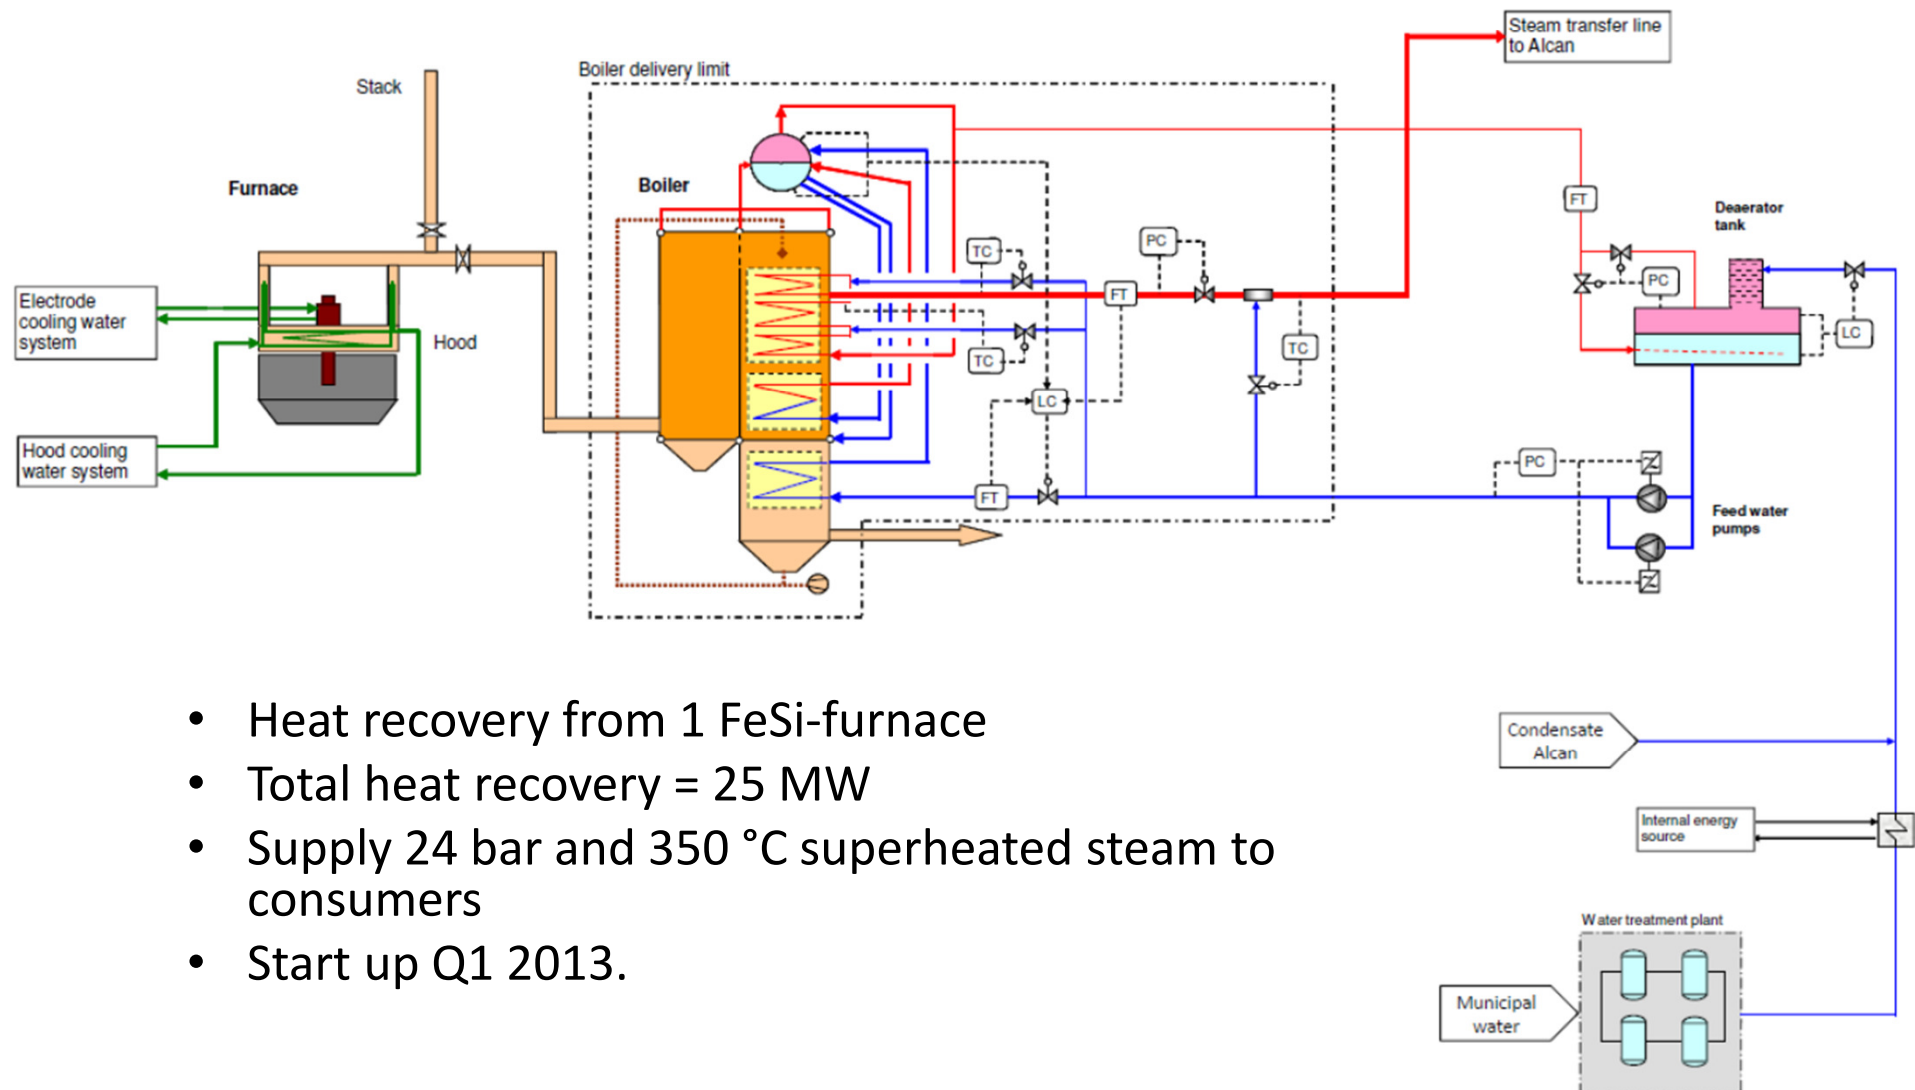 Steam transfer line
to Alcan
Boiler delivery limit
Stack
Furnace
Boiler
FT
Deaerator
tank
TC
PC
FT
PC
Electrode
cooling water
system
Hood
TC
TC
LC
LC
Hood cooling
water system
FT
PC
Feed water
pumps
• Heat recovery from 1 FeSi-furnace
• Total heat recovery = 25 MW
• Supply 24 bar and 350 °C superheated steam to
consumers
• Start up Q1 2013.
Condensate
Alcan
Internal energy
source
Water treatment plant
Municipal
water